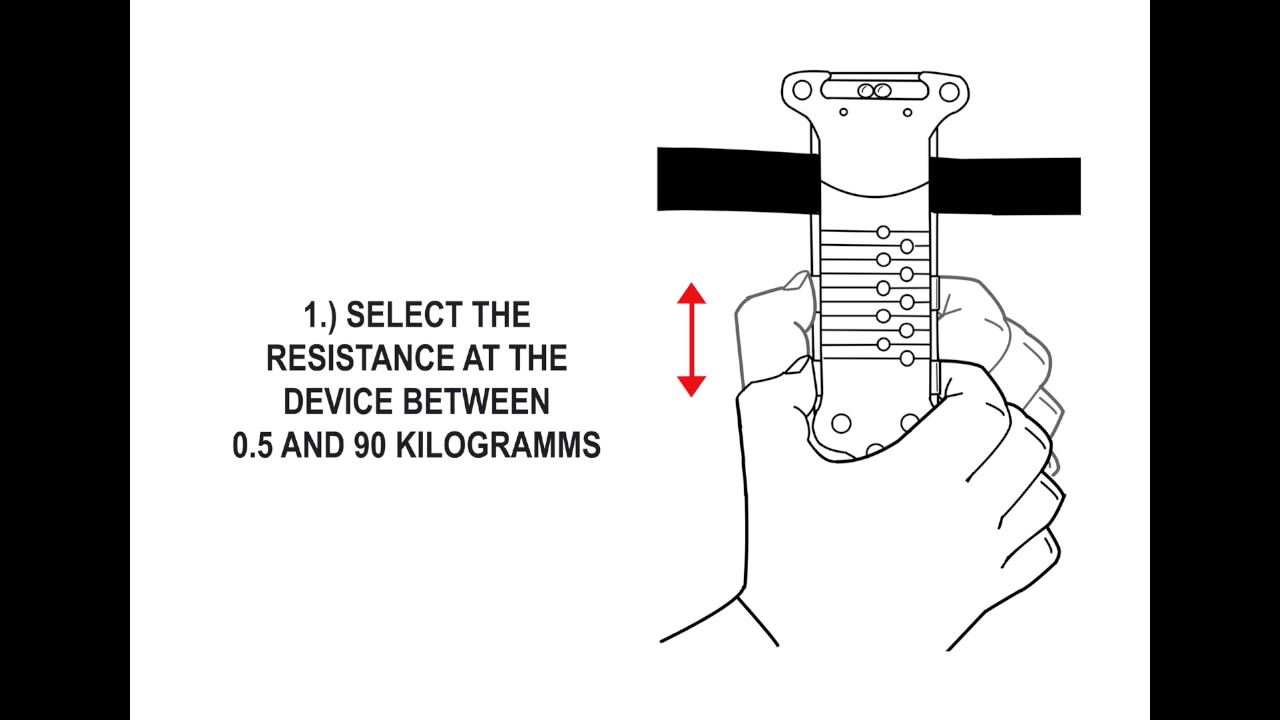 1.) SELECT THE
RESISTANCE AT THE
DEVICE BETWEEN
0.5 AND 90 KILOGRAMMS